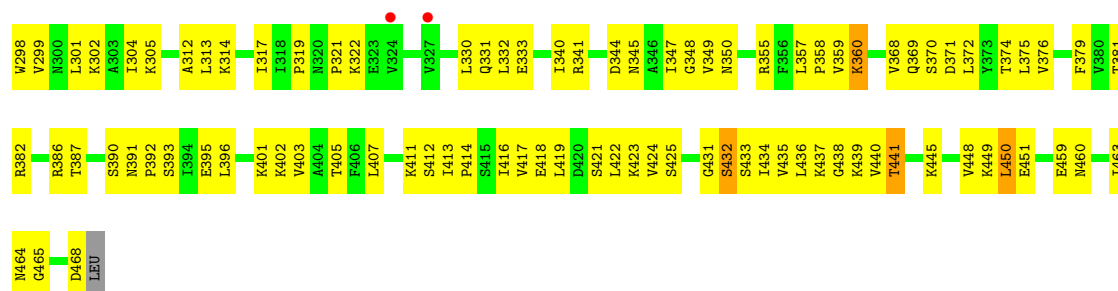 W298 V299 N300 L301 K302 A303 I304 K305 A312 L313 K314 I317 I318 P319 N320 P321 K322 E323 V324 V327 L330 Q331 L332 E333 I340 R341 D344 N345 A346 I347 G348 V349 N350 R355 F356 L357 P358 V359 K360 V368 Q369 S370 D371 L372 Y373 T374 L375 V376 F379 V380 T381
R382 R386 T387 S390 N391 P392 S393 I394 E395 L396 K401 K402 V403 A404 T405 F406 L407 K411 S412 I413 P414 S415 I416 V417 E418 L419 D420 S421 L422 K423 V424 S425 G431 S432 S433 I434 V435 L436 K437 G438 K439 V440 T441 K445 V448 K449 L450 E451 E459 N460 I463
N464 G465 D468 LEU